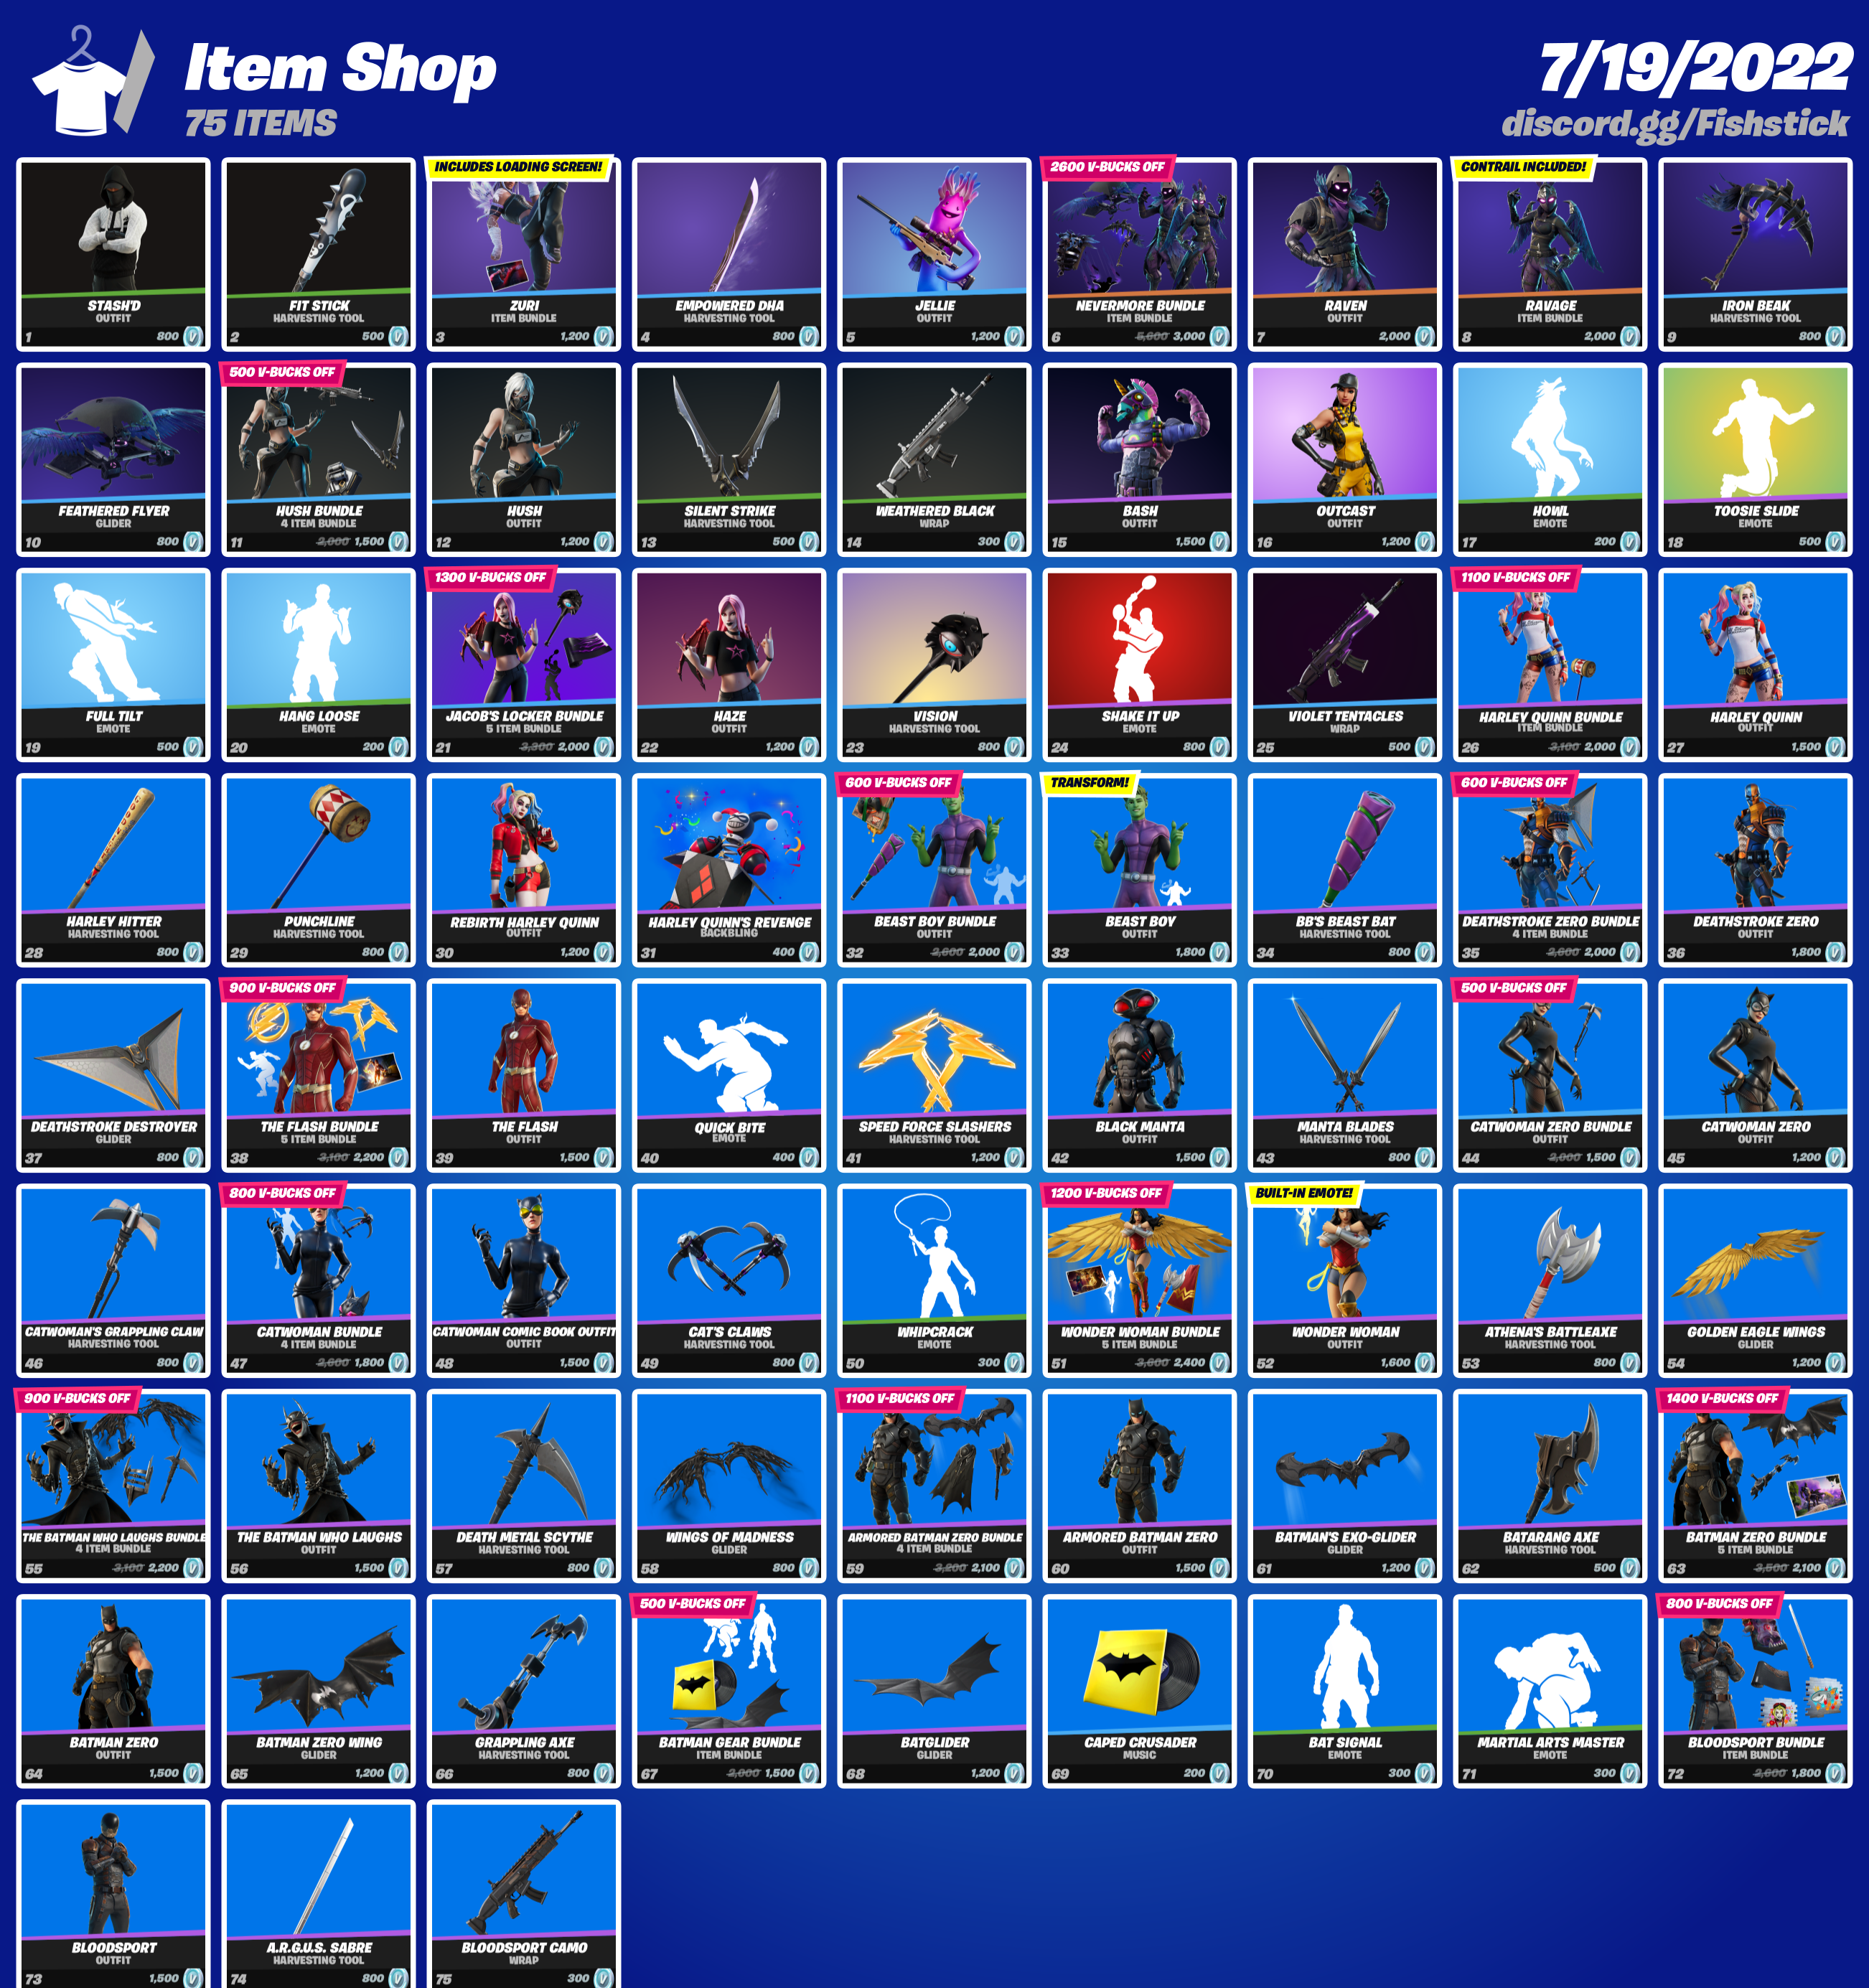 Item Shop
75 ITEMS
7/19/2022
discord.gg/Fishstick
STASH'D
OUTFIT
1 800
FIT STICK
HARVESTING TOOL
2 500
INCLUDES LOADING SCREEN!
ZURI
ITEM BUNDLE
3 1,200
EMPOWERED DHA
HARVESTING TOOL
4 800
JELLIE
OUTFIT
5 1,200
2600 V-BUCKS OFF
NEVERMORE BUNDLE
ITEM BUNDLE
6 5,600 3,000
RAVEN
OUTFIT
7 2,000
CONTRAIL INCLUDED!
RAVAGE
ITEM BUNDLE
8 2,000
IRON BEAK
HARVESTING TOOL
9 800
FEATHERED FLYER
GLIDER
10 800
500 V-BUCKS OFF
HUSH BUNDLE
4 ITEM BUNDLE
11 2,000 1,500
HUSH
OUTFIT
12 1,200
SILENT STRIKE
HARVESTING TOOL
13 500
WEATHERED BLACK
WRAP
14 300
BASH
OUTFIT
15 1,500
OUTCAST
OUTFIT
16 1,200
HOWL
EMOTE
17 200
TOOSIE SLIDE
EMOTE
18 500
FULL TILT
EMOTE
19 500
HANG LOOSE
EMOTE
20 200
1300 V-BUCKS OFF
JACOB'S LOCKER BUNDLE
5 ITEM BUNDLE
21 3,300 2,000
HAZE
OUTFIT
22 1,200
VISION
HARVESTING TOOL
23 800
SHAKE IT UP
EMOTE
24 800
VIOLET TENTACLES
WRAP
25 500
1100 V-BUCKS OFF
HARLEY QUINN BUNDLE
ITEM BUNDLE
26 3,100 2,000
HARLEY QUINN
OUTFIT
27 1,500
HARLEY HITTER
HARVESTING TOOL
28 800
PUNCHLINE
HARVESTING TOOL
29 800
REBIRTH HARLEY QUINN
OUTFIT
30 1,200
HARLEY QUINN'S REVENGE
BACKBLING
31 400
600 V-BUCKS OFF
BEAST BOY BUNDLE
OUTFIT
32 2,600 2,000
TRANSFORM!
BEAST BOY
OUTFIT
33 1,800
BB'S BEAST BAT
HARVESTING TOOL
34 800
600 V-BUCKS OFF
DEATHSTROKE ZERO BUNDLE
4 ITEM BUNDLE
35 2,600 2,000
DEATHSTROKE ZERO
OUTFIT
36 1,800
DEATHSTROKE DESTROYER
GLIDER
37 800
900 V-BUCKS OFF
THE FLASH BUNDLE
5 ITEM BUNDLE
38 3,100 2,200
THE FLASH
OUTFIT
39 1,500
QUICK BITE
EMOTE
40 400
SPEED FORCE SLASHERS
HARVESTING TOOL
41 1,200
BLACK MANTA
OUTFIT
42 1,500
MANTA BLADES
HARVESTING TOOL
43 800
500 V-BUCKS OFF
CATWOMAN ZERO BUNDLE
OUTFIT
44 2,000 1,500
CATWOMAN ZERO
OUTFIT
45 1,200
CATWOMAN'S GRAPPLING CLAW
HARVESTING TOOL
46 800
800 V-BUCKS OFF
CATWOMAN BUNDLE
4 ITEM BUNDLE
47 2,600 1,800
CATWOMAN COMIC BOOK OUTFIT
OUTFIT
48 1,500
CAT'S CLAWS
HARVESTING TOOL
49 800
WHIPCRACK
EMOTE
50 300
1200 V-BUCKS OFF
WONDER WOMAN BUNDLE
5 ITEM BUNDLE
51 3,600 2,400
BUILT-IN EMOTE!
WONDER WOMAN
OUTFIT
52 1,600
ATHENA'S BATTLEAXE
HARVESTING TOOL
53 800
GOLDEN EAGLE WINGS
GLIDER
54 1,200
900 V-BUCKS OFF
THE BATMAN WHO LAUGHS BUNDLE
4 ITEM BUNDLE
55 3,100 2,200
THE BATMAN WHO LAUGHS
OUTFIT
56 1,500
DEATH METAL SCYTHE
HARVESTING TOOL
57 800
WINGS OF MADNESS
GLIDER
58 800
1100 V-BUCKS OFF
ARMORED BATMAN ZERO BUNDLE
4 ITEM BUNDLE
59 3,200 2,100
ARMORED BATMAN ZERO
OUTFIT
60 1,500
BATMAN'S EXO-GLIDER
GLIDER
61 1,200
BATARANG AXE
HARVESTING TOOL
62 500
1400 V-BUCKS OFF
BATMAN ZERO BUNDLE
5 ITEM BUNDLE
63 3,500 2,100
BATMAN ZERO
OUTFIT
64 1,500
BATMAN ZERO WING
GLIDER
65 1,200
GRAPPLING AXE
HARVESTING TOOL
66 800
500 V-BUCKS OFF
BATMAN GEAR BUNDLE
ITEM BUNDLE
67 2,000 1,500
BATGLIDER
GLIDER
68 1,200
CAPED CRUSADER
MUSIC
69 200
BAT SIGNAL
EMOTE
70 300
MARTIAL ARTS MASTER
EMOTE
71 300
800 V-BUCKS OFF
BLOODSPORT BUNDLE
ITEM BUNDLE
72 2,600 1,800
BLOODSPORT
OUTFIT
73 1,500
A.R.G.U.S. SABRE
HARVESTING TOOL
74 800
BLOODSPORT CAMO
WRAP
75 300